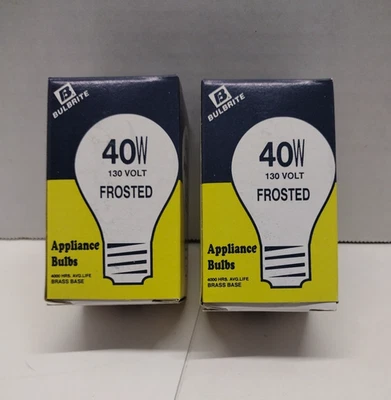 B
BULBRITE
40W
130 VOLT
FROSTED
Appliance
Bulbs
4000 HRS. AVG.LIFE
BRASS BASE
B
BULBRITE
40W
130 VOLT
FROSTED
Appliance
Bulbs
4000 HRS. AVG.LIFE
BRASS BASE